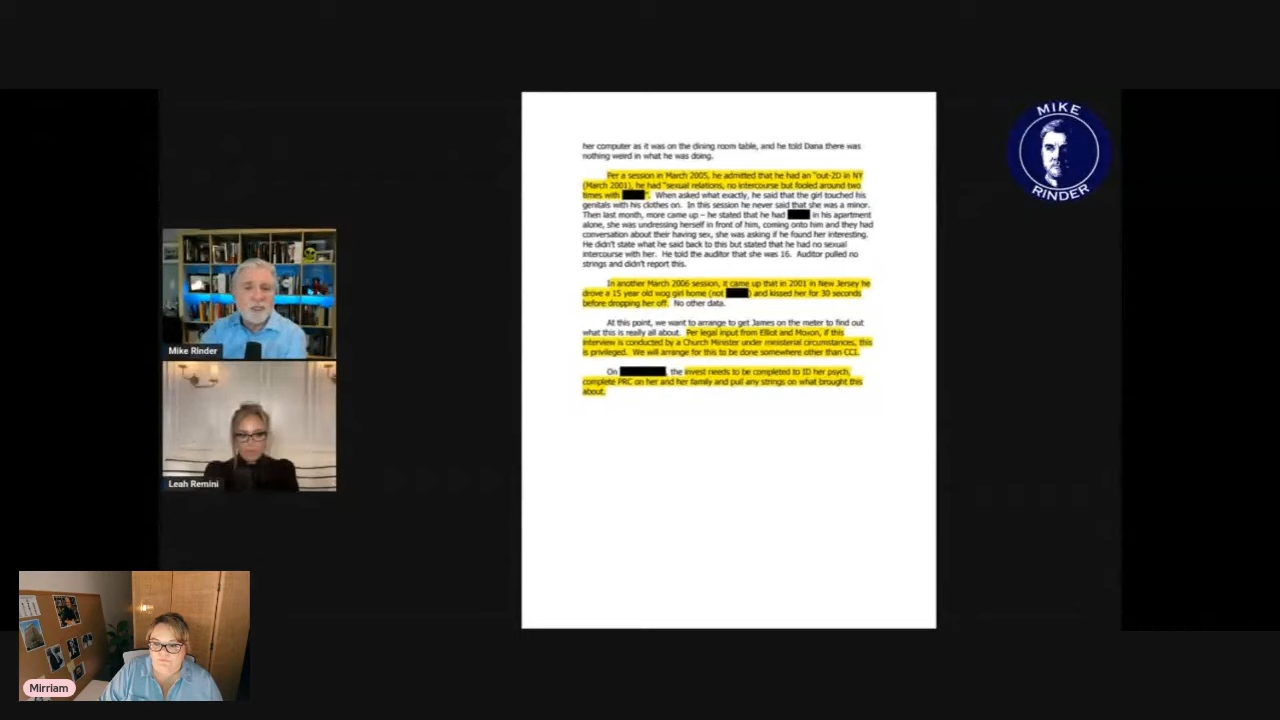 her computer as it was on the dining room table, and he told Dana there was
nothing weird in what he was doing.
Per a session in March 2005, he admitted that he had an "out-2D in NY
(March 2001), he had "sexual relations, no intercourse but fooled around two
times with ". When asked what exactly, he said that the girl touched his
genitals with his clothes on. In this session he never said that she was a minor.
Then last month, more came up – he stated that he had in his apartment
alone, she was undressing herself in front of him, coming onto him and they had
conversation about their having sex, she was asking if he found her interesting.
He didn't state what he said back to this but stated that he had no sexual
intercourse with her. He told the auditor that she was 16. Auditor pulled no
strings and didn't report this.
In another March 2006 session, it came up that in 2001 in New Jersey he
drove a 15 year old wog girl home (not ) and kissed her for 30 seconds
before dropping her off. No other data.
At this point, we want to arrange to get James on the meter to find out
what this is really all about. Per legal input from Elliot and Moxon, if this
interview is conducted by a Church Minister under ministerial circumstances, this
is privileged. We will arrange for this to be done somewhere other than CCI.
On , the invest needs to be completed to ID her psych,
complete PRC on her and her family and pull any strings on what brought this
about.
MIKE
RINDER
Mike Rinder
Leah Remini
Mirriam